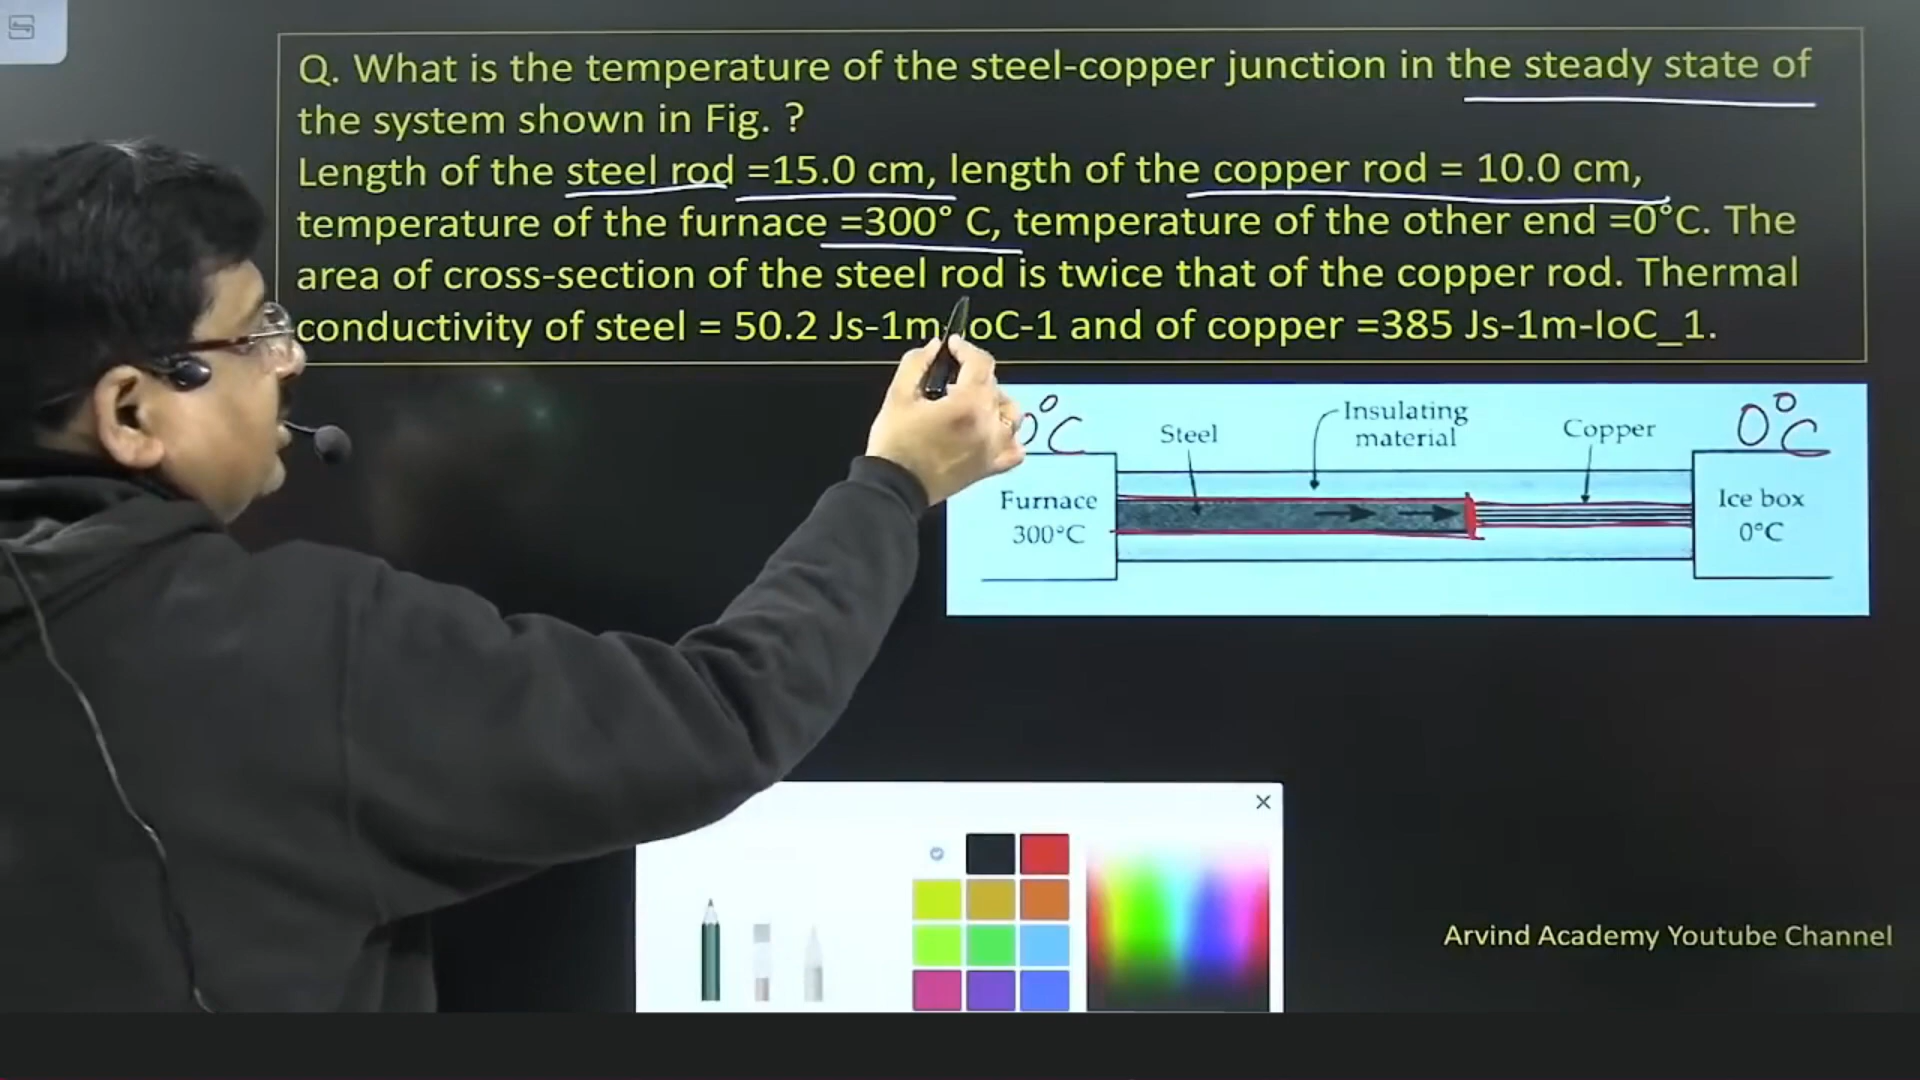 Q. What is the temperature of the steel-copper junction in the steady state of
the system shown in Fig. ?
Length of the steel rod =15.0 cm, length of the copper rod = 10.0 cm,
temperature of the furnace =300° C, temperature of the other end =0°C. The
area of cross-section of the steel rod is twice that of the copper rod. Thermal
conductivity of steel = 50.2 Js-1m- oC-1 and of copper =385 Js-1m-IoC_1.
0°C
0°C
Steel
Insulating
material
Copper
Furnace
300°C
Ice box
0°C
Arvind Academy Youtube Channel